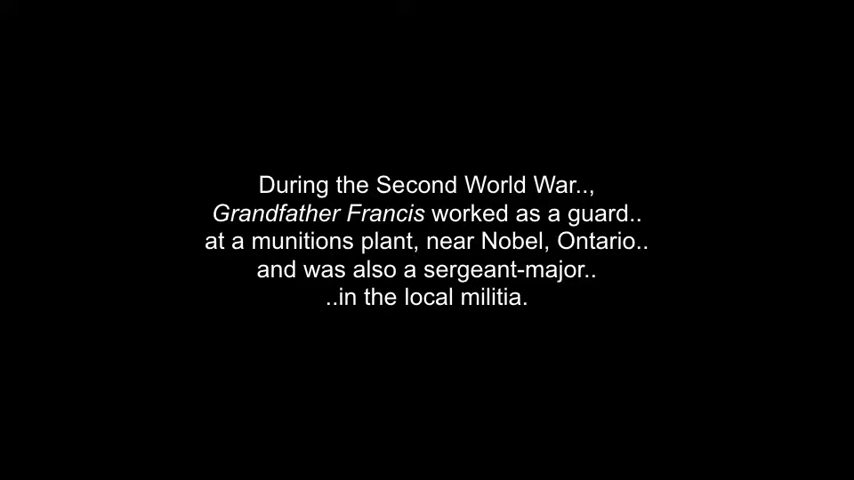 During the Second World War..,
Grandfather Francis worked as a guard..
at a munitions plant, near Nobel, Ontario..
and was also a sergeant-major..
..in the local militia.